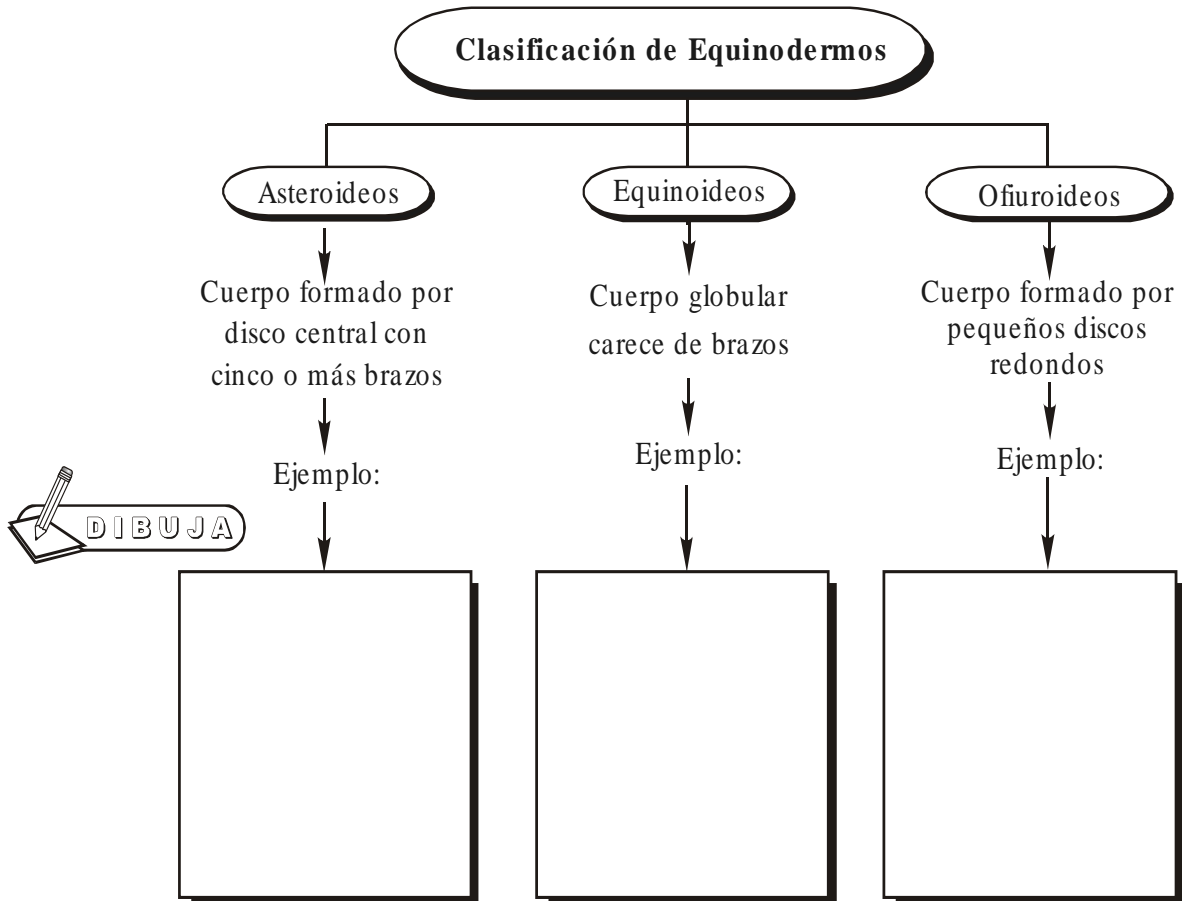 Clasificación de Equinodermos
Asteroideos
Equinoideos
Ofiuroideos
Cuerpo formado por
disco central con
cinco o más brazos
Cuerpo globular
carece de brazos
Cuerpo formado por
pequeños discos
redondos
Ejemplo:
Ejemplo:
Ejemplo:
DIBUJA